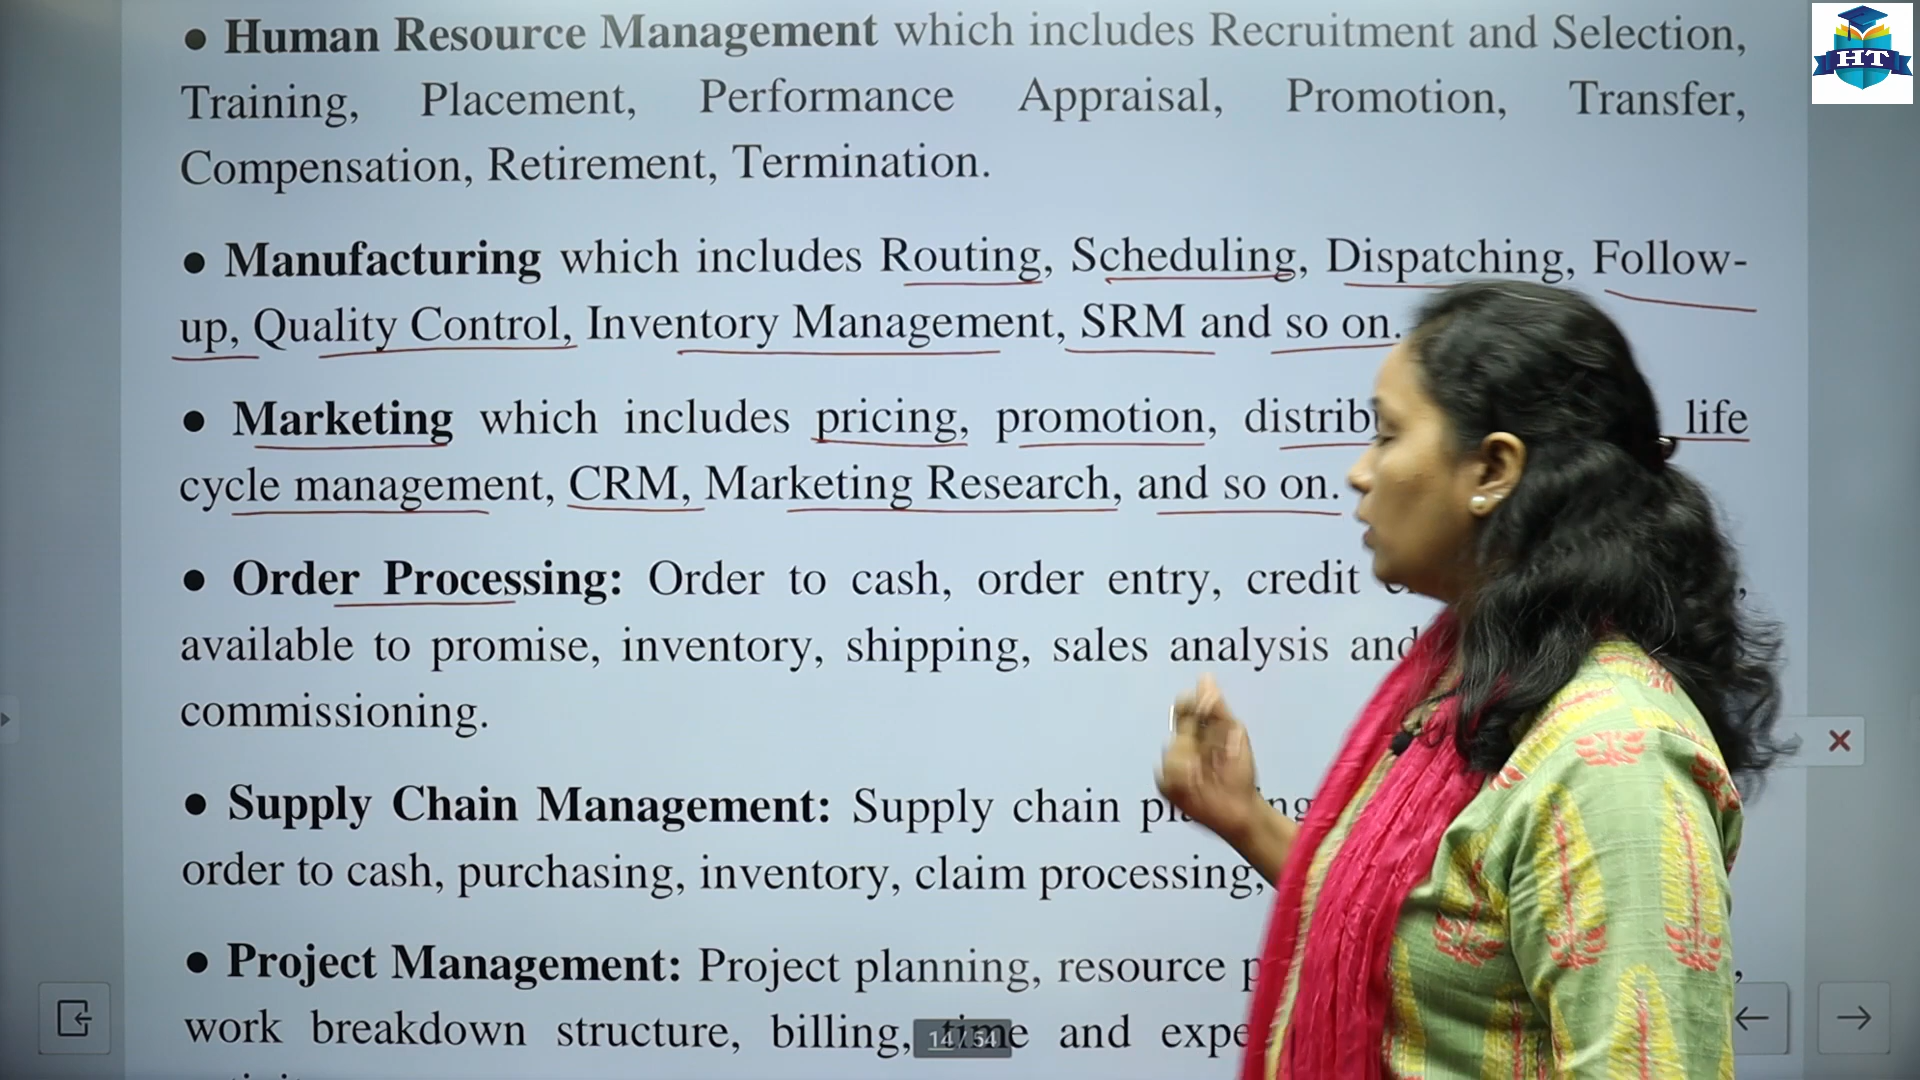 ● Human Resource Management which includes Recruitment and Selection,
Training, Placement, Performance Appraisal, Promotion, Transfer,
Compensation, Retirement, Termination.
● Manufacturing which includes Routing, Scheduling, Dispatching, Follow-
up, Quality Control, Inventory Management, SRM and so on.
● Marketing which includes pricing, promotion, life
cycle management, CRM, Marketing Research, and so on.
● Order Processing: Order to cash, order entry, credit
available to promise, inventory, shipping, sales analysis and
commissioning.
● Supply Chain Management: Supply chain
order to cash, purchasing, inventory, claim processing,
● Project Management: Project planning, resource
work breakdown structure, billing, time and
14 / 54
HT